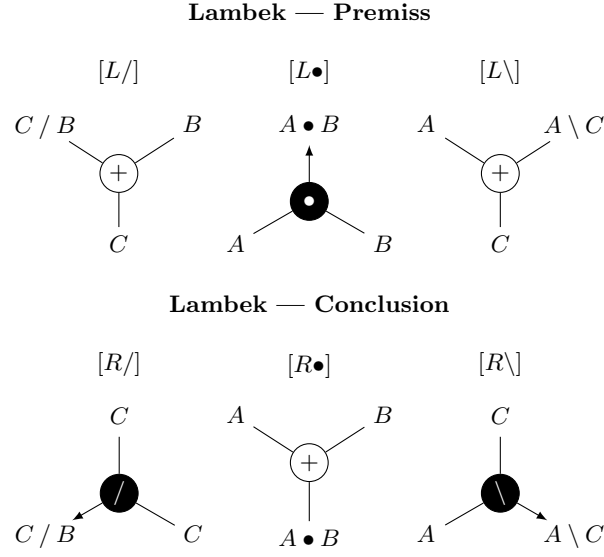 Lambek — Premiss
[L/] [L●] [L\]
C / B B A ● B A A \ C
+ +
C A B C
Lambek — Conclusion
[R/] [R●] [R\]
C A B C
/ + \
C / B C A ● B A A \ C